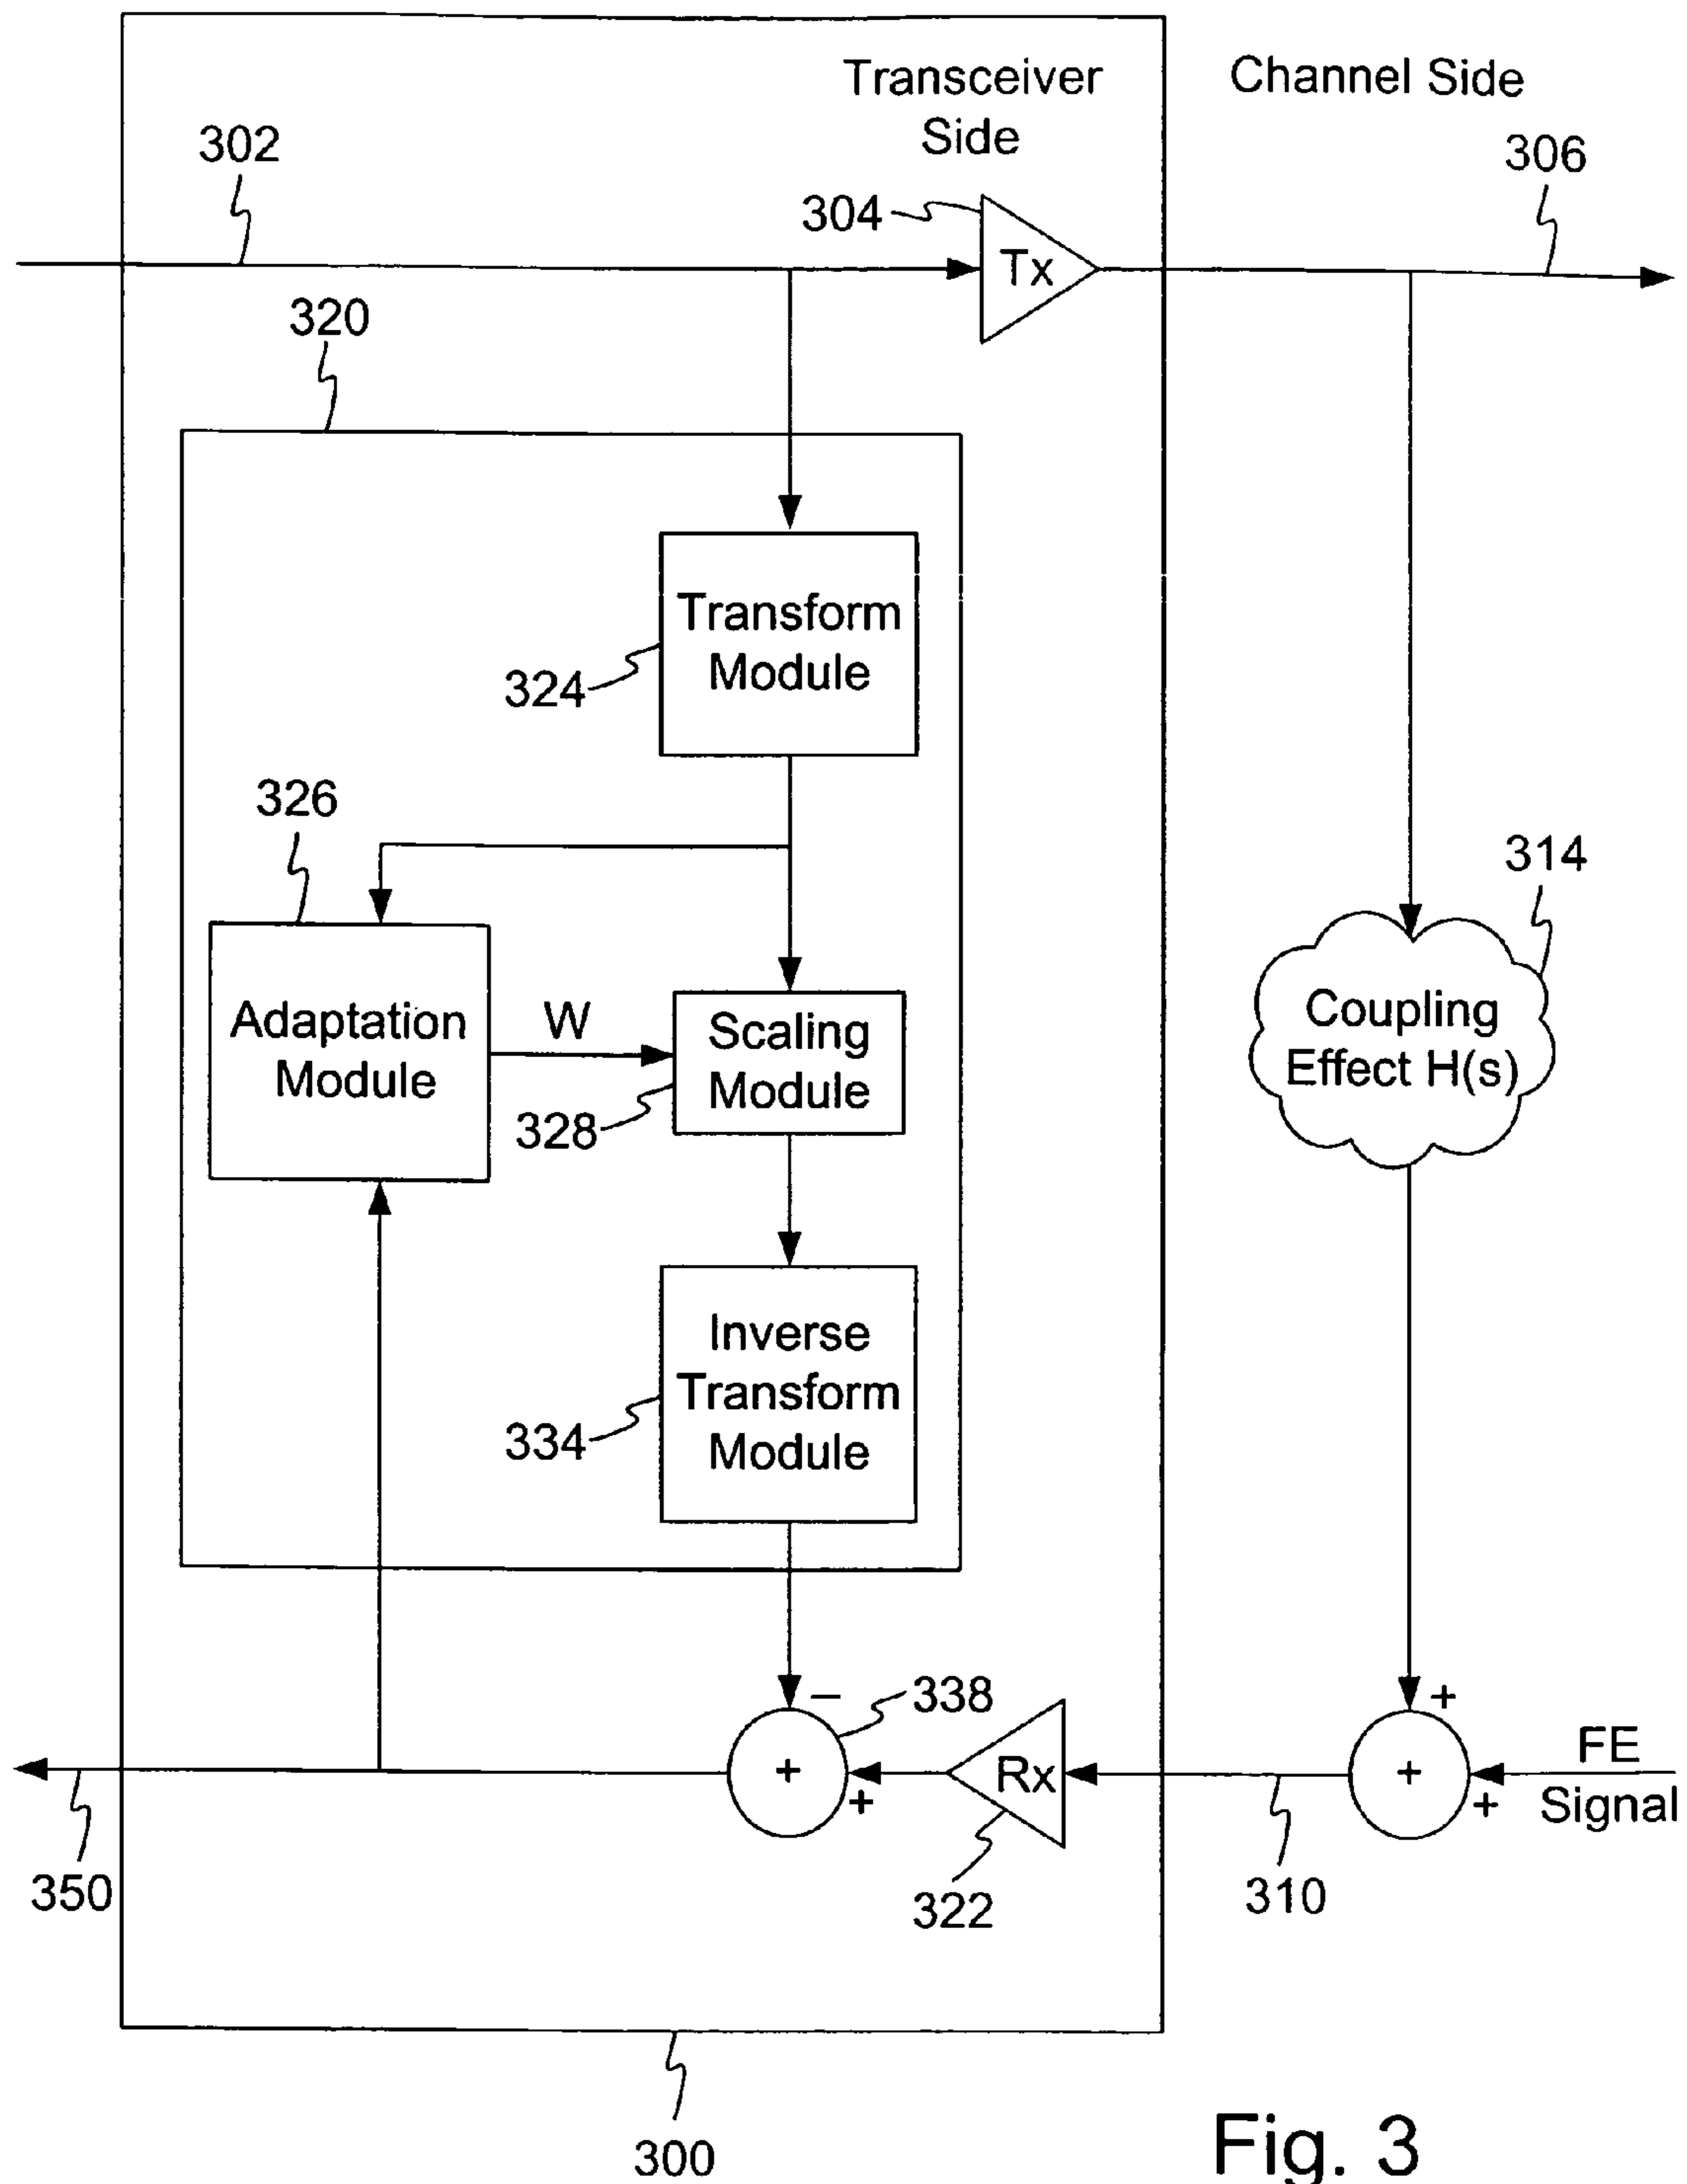 Transceiver
Side
Channel Side
302
304
306
Tx
320
Transform
Module
324
326
314
Adaptation
Module
W
Scaling
Module
328
Coupling
Effect H(s)
Inverse
Transform
Module
334
−
338
+
FE
Signal
+
+
Rx
+
+
350
322
310
300
Fig. 3